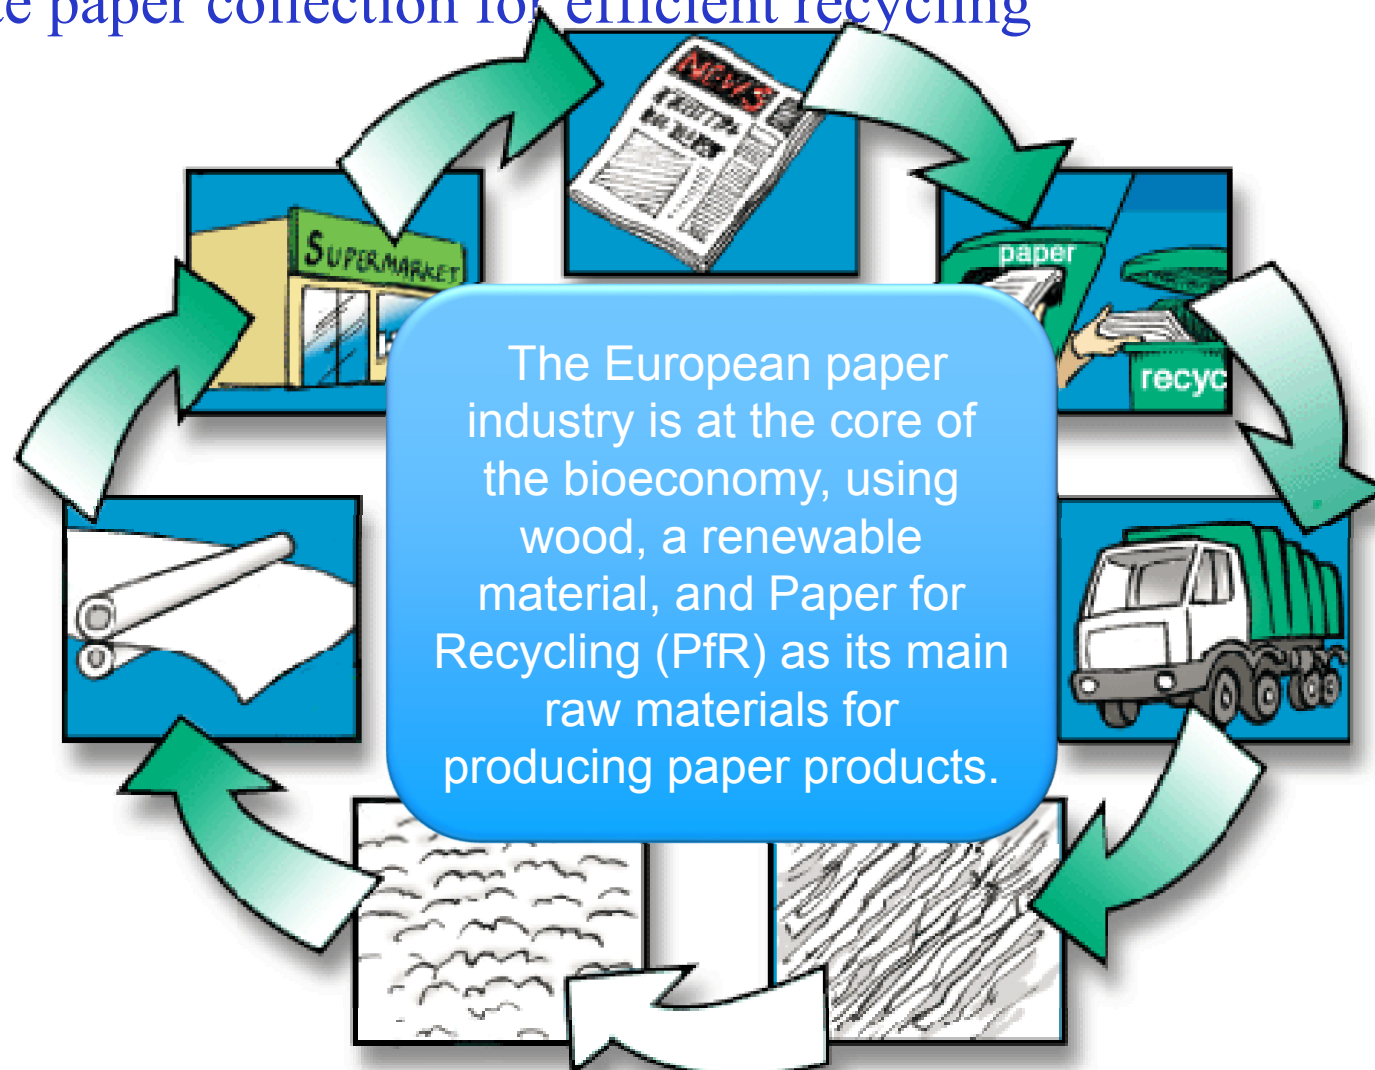 te paper collection for efficient recycling
NEWS
SUPERMARKET
paper
recyc
The European paper
industry is at the core of
the bioeconomy, using
wood, a renewable
material, and Paper for
Recycling (PfR) as its main
raw materials for
producing paper products.